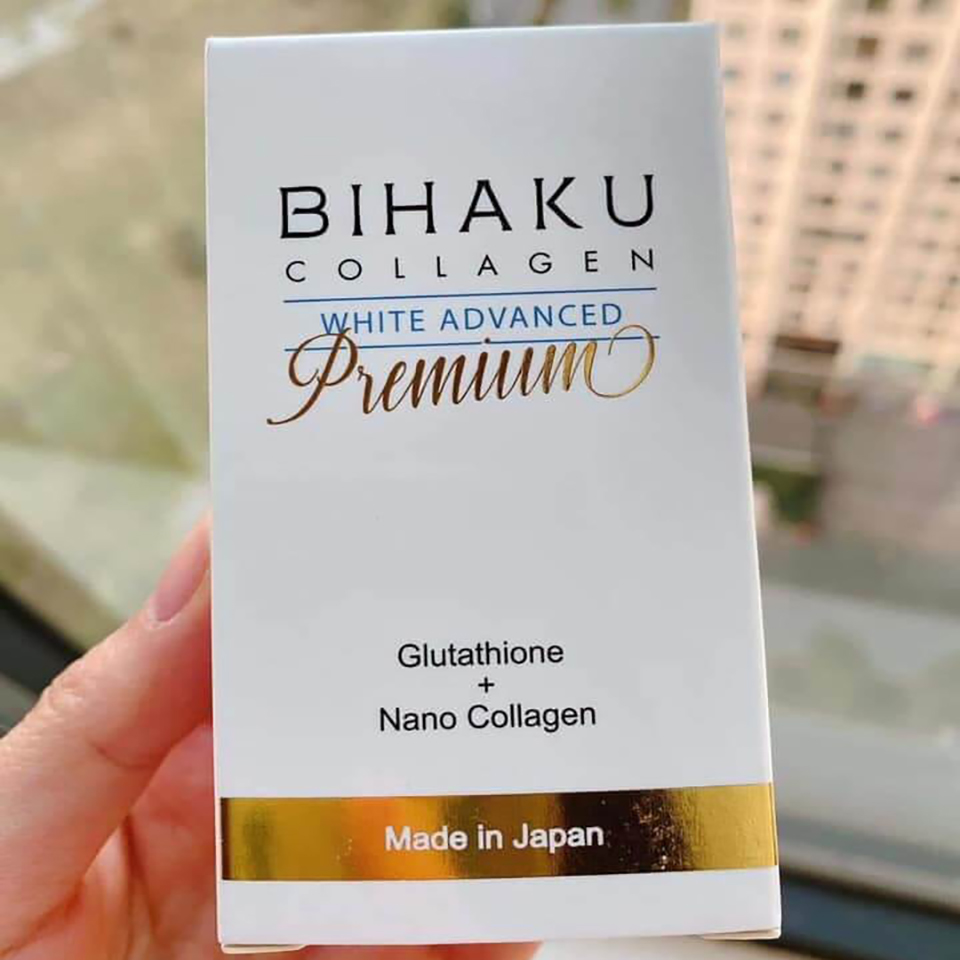 BIHAKU
COLLAGEN
WHITE ADVANCED
Premium
Glutathione
+
Nano Collagen
Made in Japan